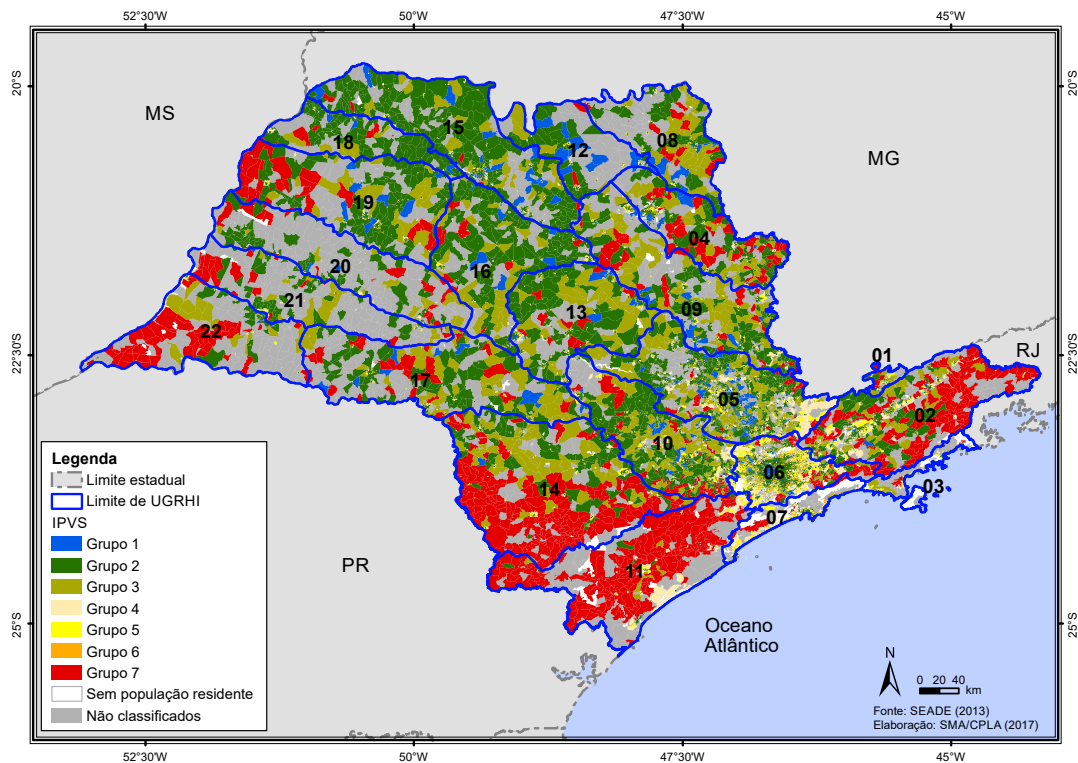 52°30'W
50°W
47°30'W
45°W
20°S
20°S
MS
MG
15
18
12
08
19
04
20
16
21
13
09
22
22°30'S
22°30'S
RJ
01
17
05
02
10
06
03
14
07
11
PR
25°S
25°S
Oceano
Atlântico
Legenda
Limite estadual
Limite de UGRHI
IPVS
Grupo 1
Grupo 2
Grupo 3
Grupo 4
Grupo 5
Grupo 6
Grupo 7
Sem população residente
Não classificados
N
0 20 40
km
Fonte: SEADE (2013)
Elaboração: SMA/CPLA (2017)
52°30'W
50°W
47°30'W
45°W